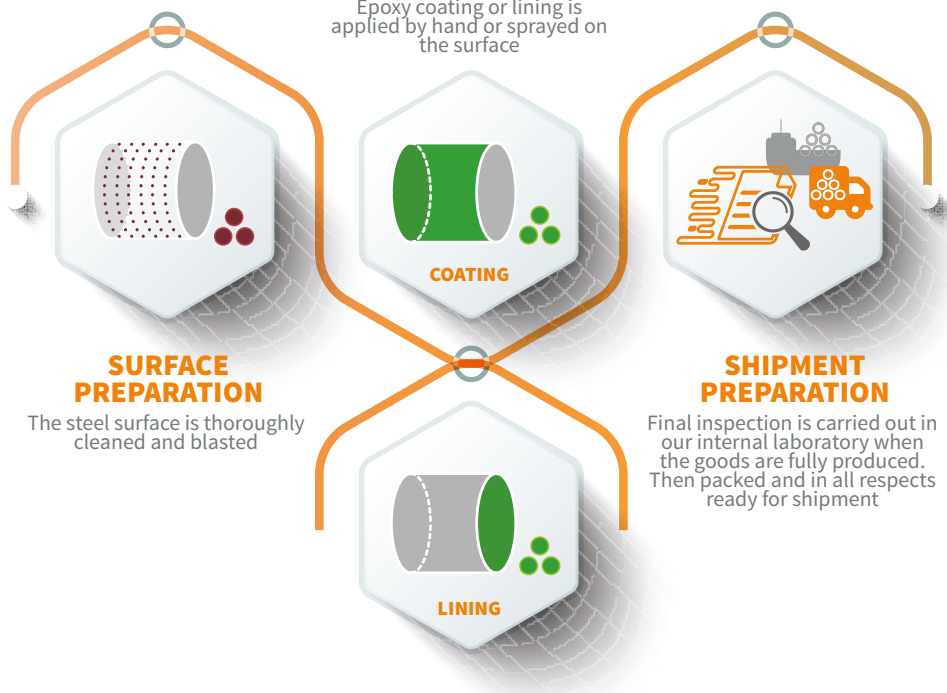 Epoxy coating or lining is
applied by hand or sprayed on
the surface
COATING
SURFACE
PREPARATION
The steel surface is thoroughly
cleaned and blasted
SHIPMENT
PREPARATION
Final inspection is carried out in
our internal laboratory when
the goods are fully produced.
Then packed and in all respects
ready for shipment
LINING